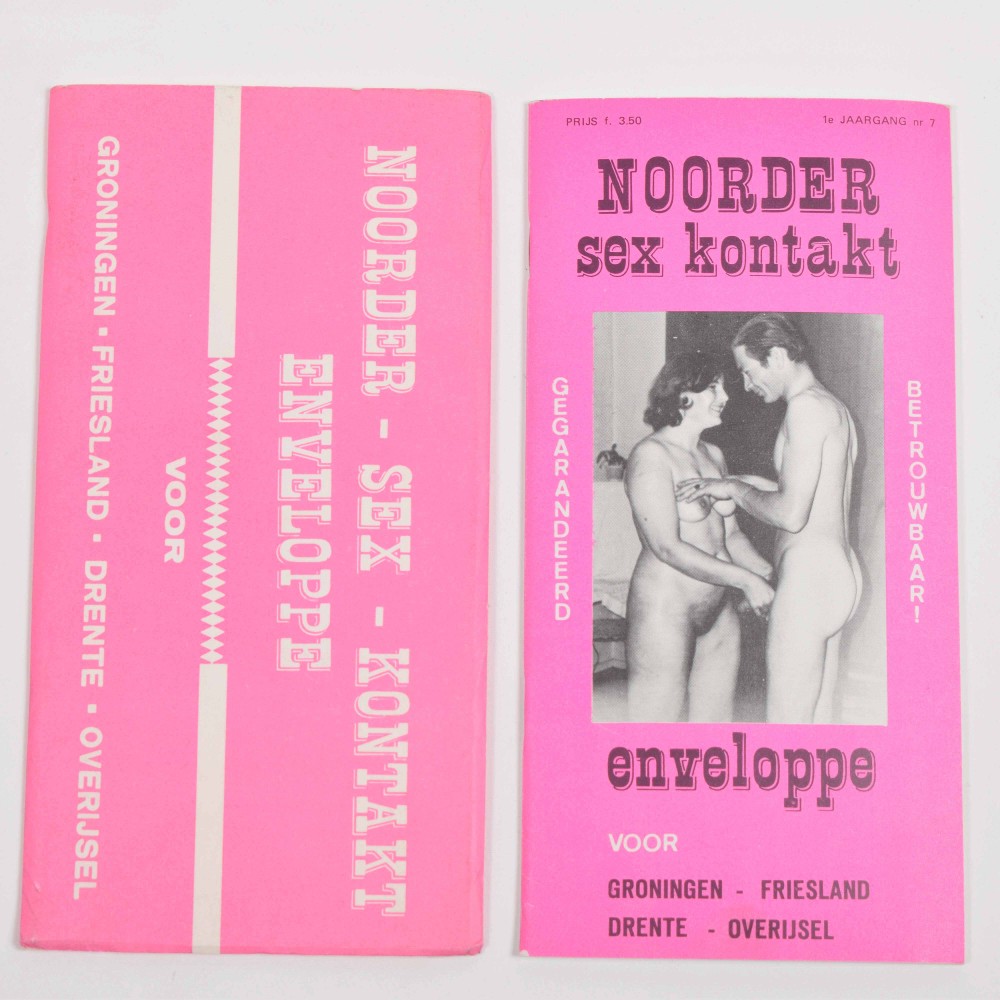 NOORDER - SEX - KONTAKT
ENVELOPPE
VOOR
GRONINGEN ▪ FRIESLAND ▪ DRENTE ▪ OVERIJSEL
PRIJS f. 3.50
1e JAARGANG nr 7
NOORDER
sex kontakt
GEGARANDEERD
BETROUWBAAR!
enveloppe
VOOR
GRONINGEN - FRIESLAND
DRENTE - OVERIJSEL